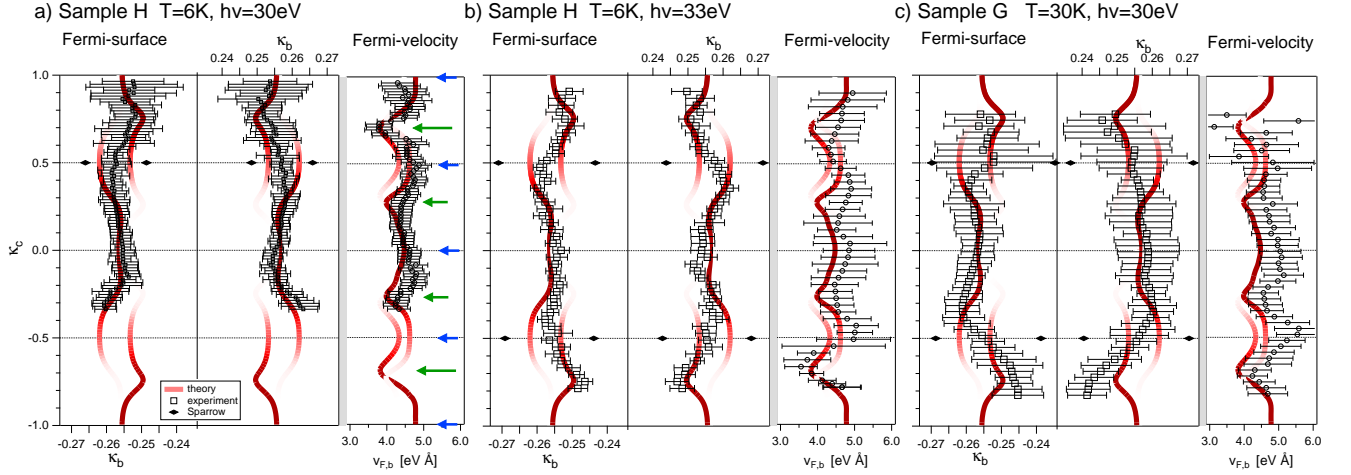 a) Sample H T=6K, hν=30eV
b) Sample H T=6K, hν=33eV
c) Sample G T=30K, hν=30eV
Fermi-surface
κb
Fermi-velocity
Fermi-surface
κb
Fermi-velocity
Fermi-surface
κb
Fermi-velocity
0.24 0.25 0.26 0.27
0.24 0.25 0.26 0.27
0.24 0.25 0.26 0.27
1.0
0.5
0.0
-0.5
-1.0
κc
theory
experiment
Sparrow
-0.27 -0.26 -0.25 -0.24
3.0 4.0 5.0 6.0
-0.27 -0.26 -0.25 -0.24
3.0 4.0 5.0 6.0
-0.27 -0.26 -0.25 -0.24
3.0 4.0 5.0 6.0
κb
vF,b [eV Å]
κb
vF,b [eV Å]
κb
vF,b [eV Å]